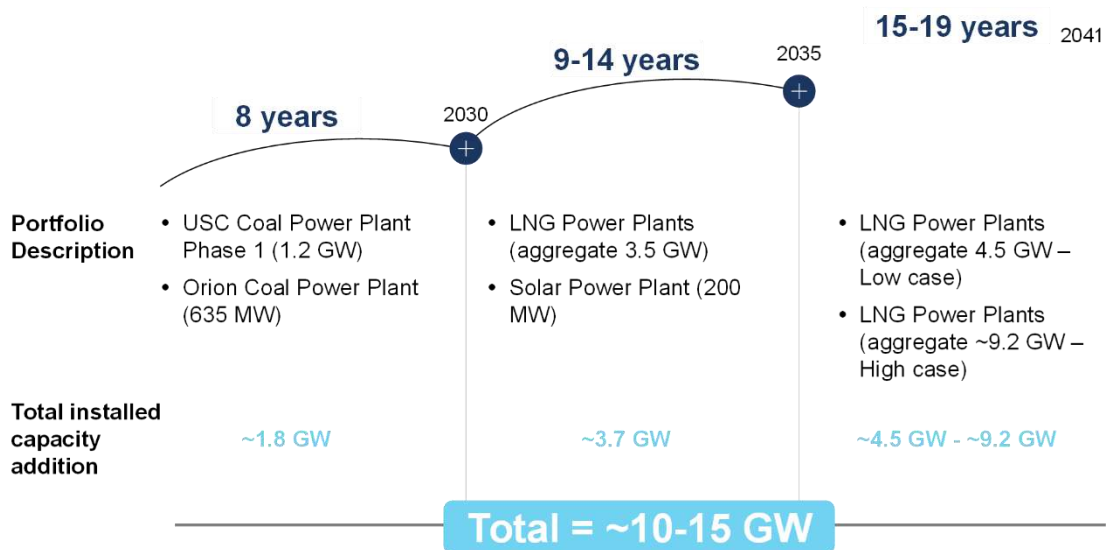 8 years
2030
9-14 years
2035
15-19 years
2041
Portfolio
Description
• USC Coal Power Plant
Phase 1 (1.2 GW)
• Orion Coal Power Plant
(635 MW)
• LNG Power Plants
(aggregate 3.5 GW)
• Solar Power Plant (200
MW)
• LNG Power Plants
(aggregate 4.5 GW –
Low case)
• LNG Power Plants
(aggregate ~9.2 GW –
High case)
Total installed
capacity
addition
~1.8 GW
~3.7 GW
~4.5 GW - ~9.2 GW
Total = ~10-15 GW